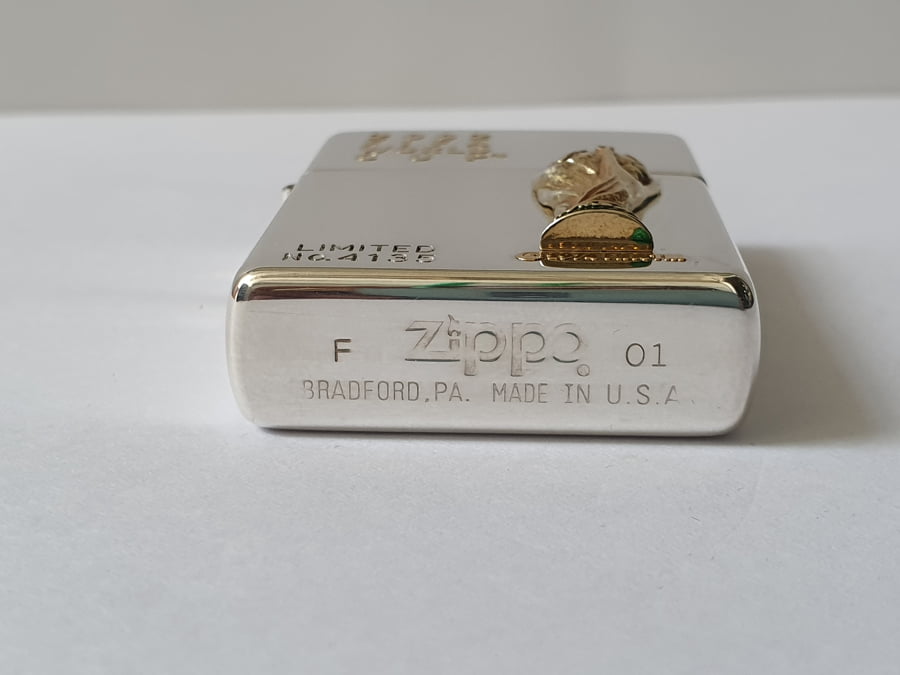 LIMITED
No.4135
F Zippo 01
BRADFORD,PA. MADE IN U.S.A.